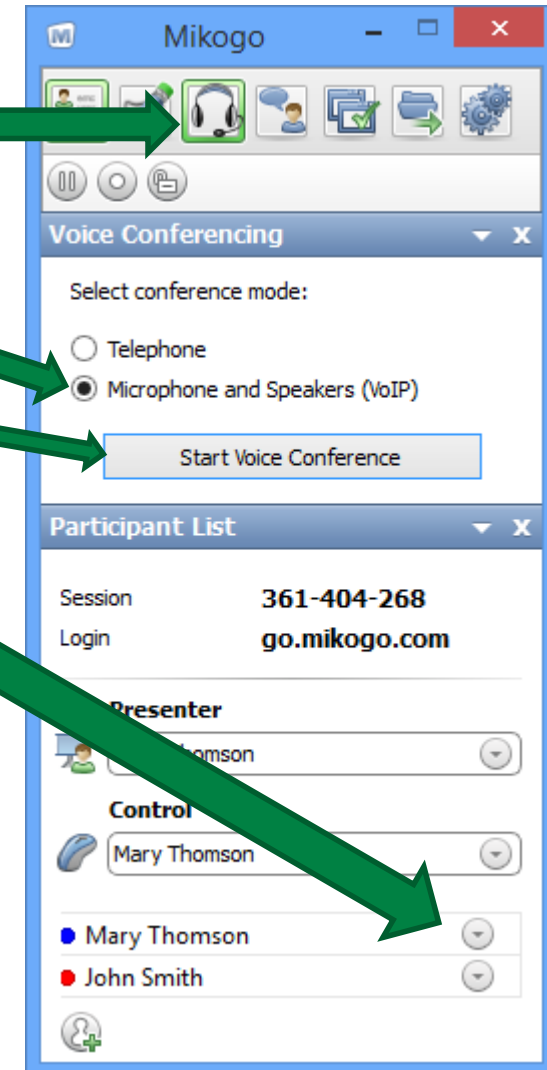 Mikogo
Voice Conferencing
Select conference mode:
Telephone
Microphone and Speakers (VoIP)
Start Voice Conference
Participant List
Session 361-404-268
Login go.mikogo.com
Presenter
Thomson
Control
Mary Thomson
Mary Thomson
John Smith